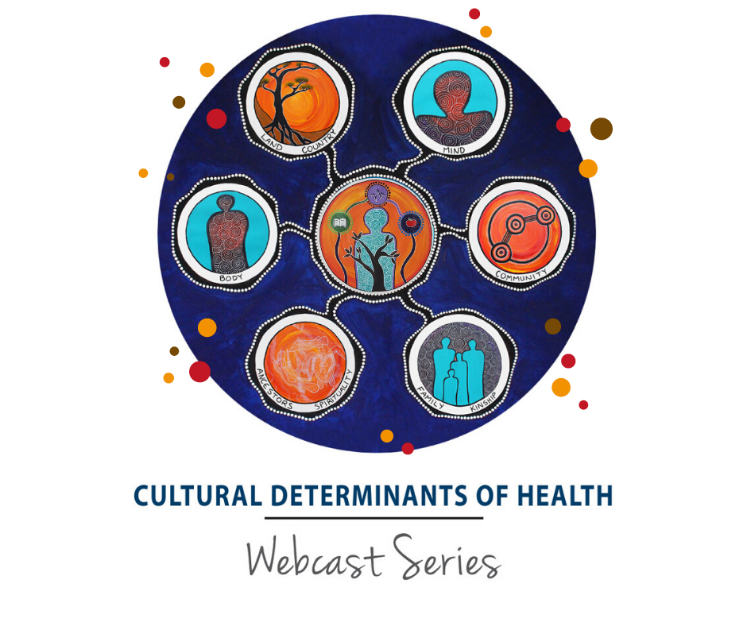 LAND COUNTRY
MIND
BODY
COMMUNITY
ANCESTORS SPIRITUALITY
FAMILY KINSHIP
CULTURAL DETERMINANTS OF HEALTH
Webcast Series